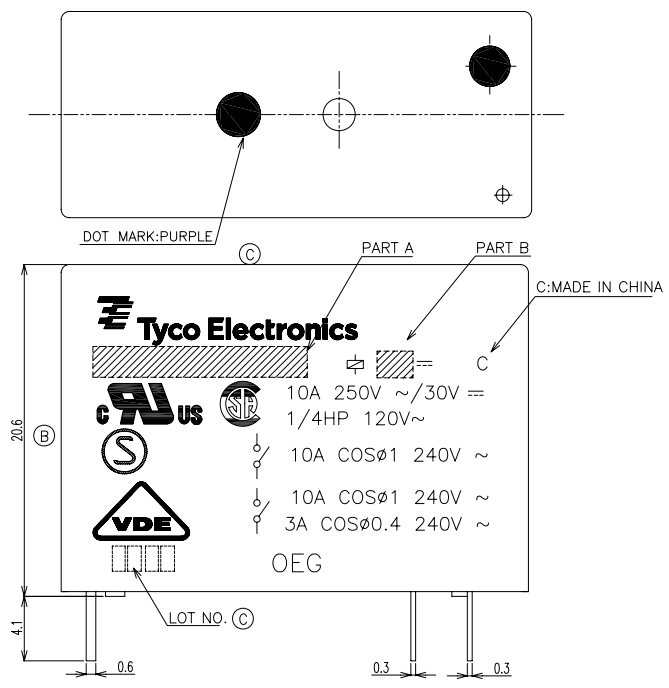 DOT MARK:PURPLE
C
PART A
PART B
C:MADE IN CHINA
Tyco Electronics
C
C UR US
SA
10A 250V ~/30V ⎓
1/4HP 120V~
S
10A COSø1 240V ~
10A COSø1 240V ~
VDE
3A COSø0.4 240V ~
OEG
LOT NO. C
20.6
B
4.1
0.6
0.3
0.3